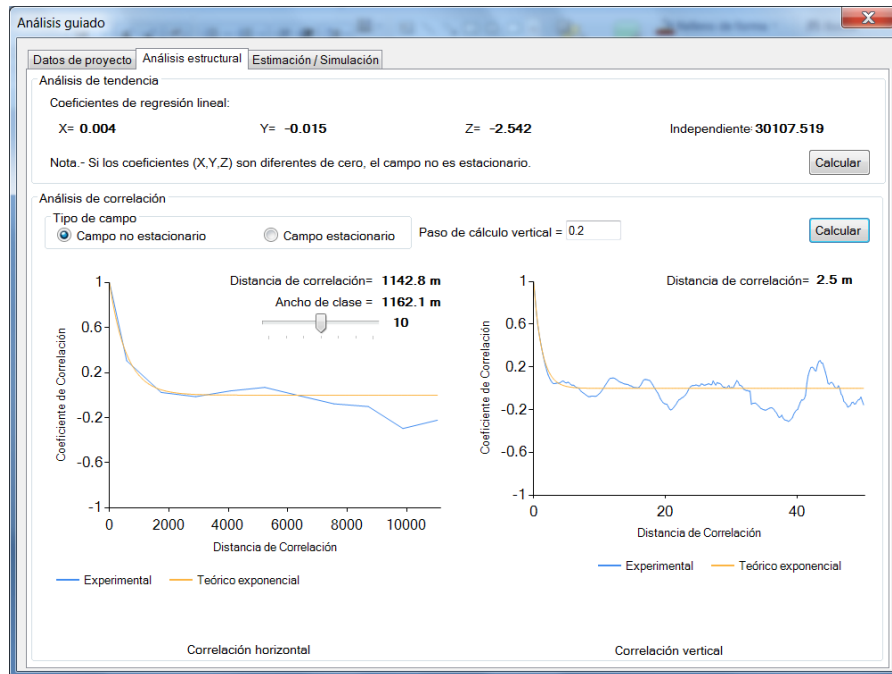 Análisis guiado
X
Datos de proyecto Análisis estructural Estimación / Simulación
Análisis de tendencia
Coeficientes de regresión lineal:
X= 0.004 Y= -0.015 Z= -2.542 Independiente: 30107.519
Nota.- Si los coeficientes (X,Y,Z) son diferentes de cero, el campo no es estacionario. Calcular
Análisis de correlación
Tipo de campo
Campo no estacionario Campo estacionario Paso de cálculo vertical = 0.2 Calcular
Distancia de correlación= 1142.8 m
Ancho de clase = 1162.1 m
10
Coeficiente de Correlación
1
0.6
0.2
-0.2
-0.6
-1
0 2000 4000 6000 8000 10000
Distancia de Correlación
Experimental Teórico exponencial
Correlación horizontal
Distancia de correlación= 2.5 m
Coeficiente de Correlación
1
0.6
0.2
-0.2
-0.6
-1
0 20 40
Distancia de Correlación
Experimental Teórico exponencial
Correlación vertical